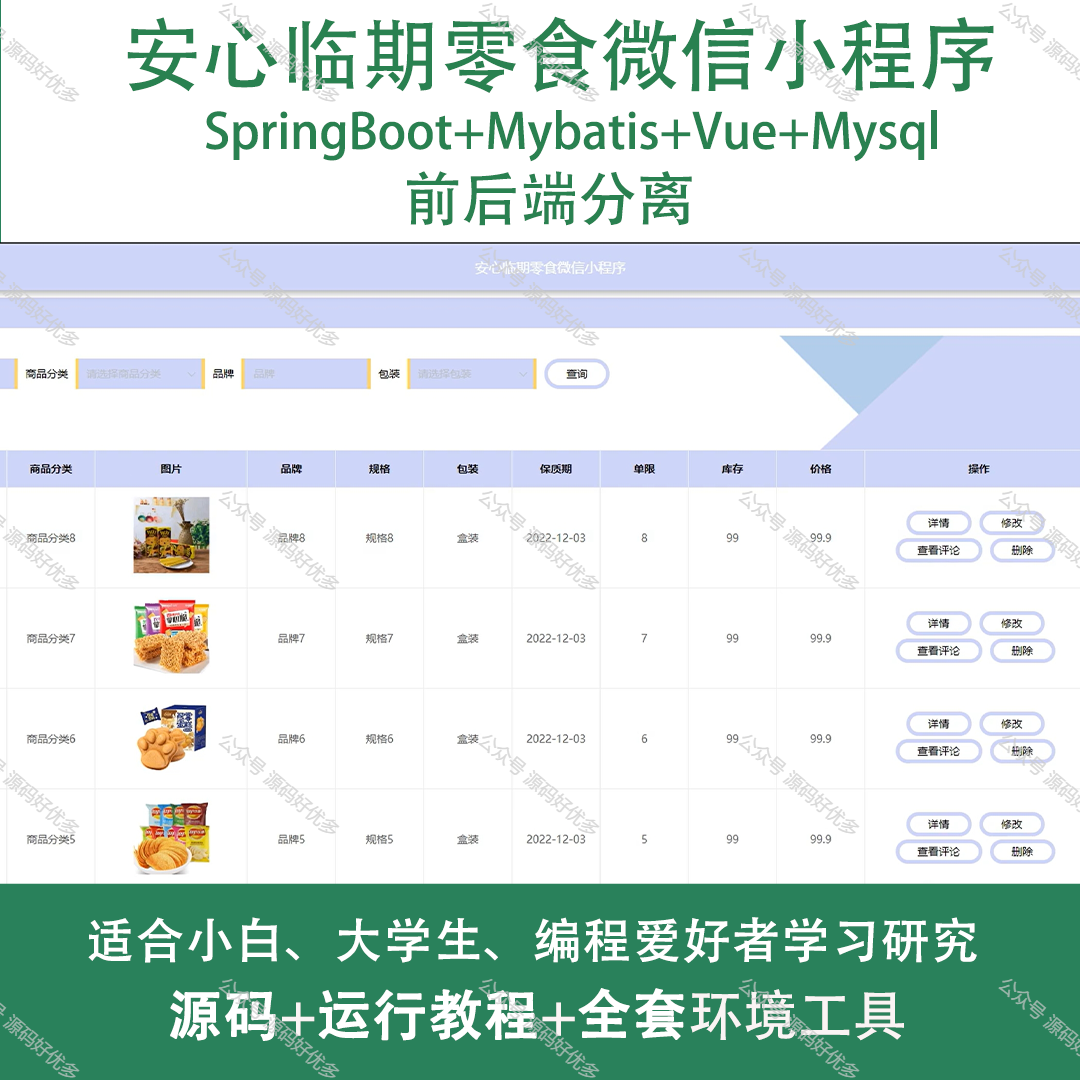 安心临期零食微信小程序
SpringBoot+Mybatis+Vue+Mysql
前后端分离
安心临期零食微信小程序
商品分类 请选择商品分类 品牌 品牌 包装 请选择包装 查询
商品分类 图片 品牌 规格 包装 保质期 单限 库存 价格 操作
商品分类8 品牌8 规格8 盒装 2022-12-03 8 99 99.9 详情 修改
查看评论 删除
商品分类7 品牌7 规格7 盒装 2022-12-03 7 99 99.9 详情 修改
查看评论 删除
商品分类6 品牌6 规格6 盒装 2022-12-03 6 99 99.9 详情 修改
查看评论 删除
商品分类5 品牌5 规格5 盒装 2022-12-03 5 99 99.9 详情 修改
查看评论 删除
适合小白、大学生、编程爱好者学习研究
源码+运行教程+全套环境工具
公众号 源码好优多